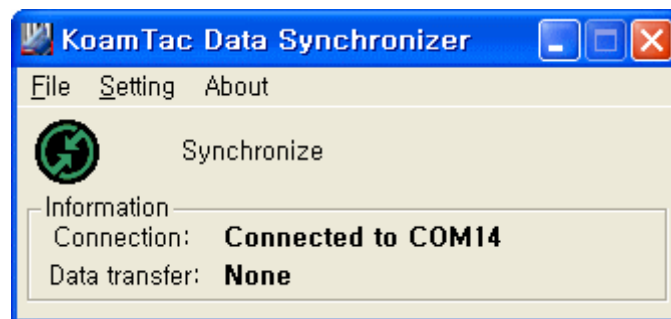 KoamTac Data Synchronizer
File Setting About
Synchronize
Information
Connection: Connected to COM14
Data transfer: None